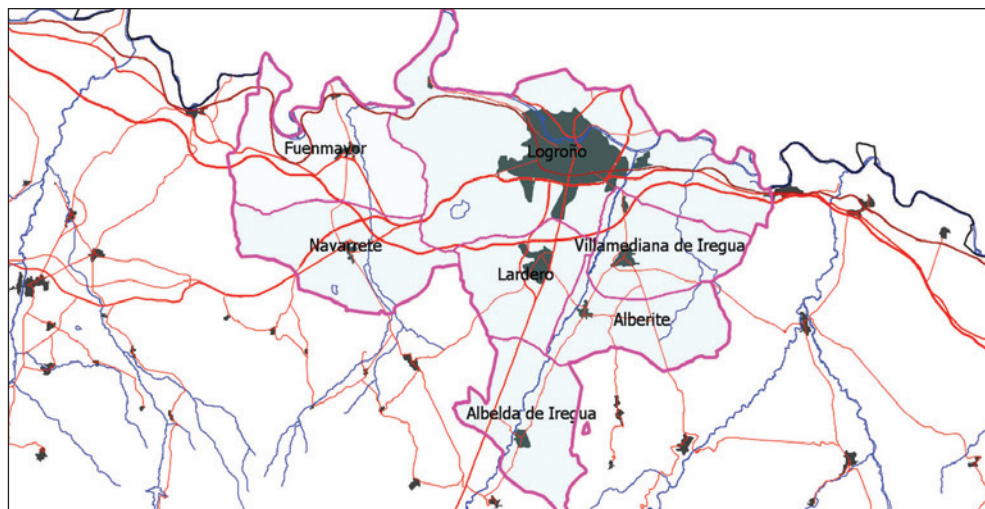 Logroño
Fuenmayor
Navarrete
Villamediana de Iregua
Lardero
Alberite
Albelda de Iregua